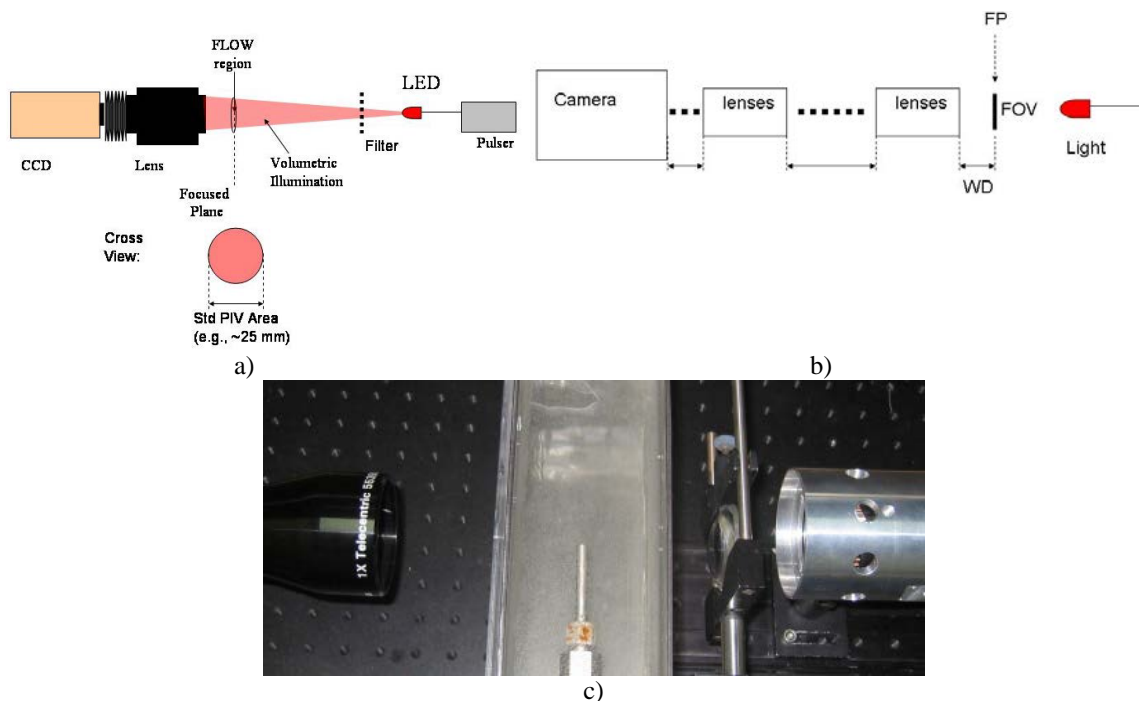 FLOW
region
LED
CCD
Lens
Filter
Pulser
Volumetric
Illumination
Focused
Plane
Cross
View:
Std PIV Area
(e.g., ~25 mm)
a)
FP
Camera
lenses
lenses
FOV
Light
WD
b)
1X Telecentric
c)